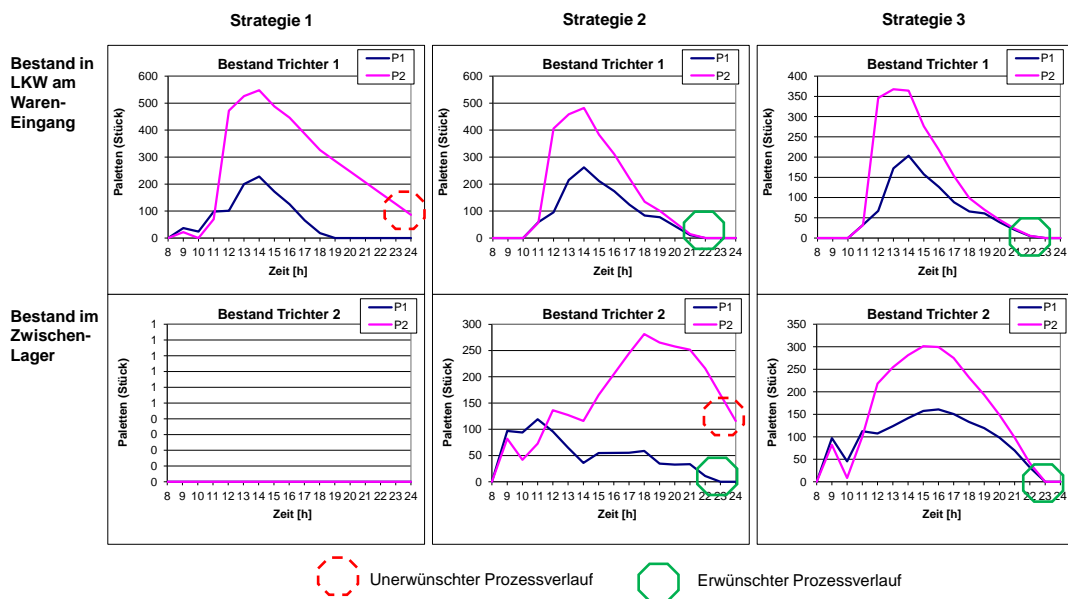 Strategie 1
Strategie 2
Strategie 3
Bestand in
LKW am
Waren-
Eingang
Bestand Trichter 1
P1
P2
Paletten (Stück)
600
500
400
300
200
100
0
8 9 10 11 12 13 14 15 16 17 18 19 20 21 22 23 24
Zeit [h]
Bestand Trichter 1
P1
P2
Paletten (Stück)
600
500
400
300
200
100
0
8 9 10 11 12 13 14 15 16 17 18 19 20 21 22 23 24
Zeit [h]
Bestand Trichter 1
P1
P2
Paletten (Stück)
400
350
300
250
200
150
100
50
0
8 9 10 11 12 13 14 15 16 17 18 19 20 21 22 23 24
Zeit [h]
Bestand im
Zwischen-
Lager
Bestand Trichter 2
P1
P2
Paletten (Stück)
1
1
1
1
1
1
0
0
0
0
0
8 9 10 11 12 13 14 15 16 17 18 19 20 21 22 23 24
Zeit [h]
Bestand Trichter 2
P1
P2
Paletten (Stück)
300
250
200
150
100
50
0
8 9 10 11 12 13 14 15 16 17 18 19 20 21 22 23 24
Zeit [h]
Bestand Trichter 2
P1
P2
Paletten (Stück)
350
300
250
200
150
100
50
0
8 9 10 11 12 13 14 15 16 17 18 19 20 21 22 23 24
Zeit [h]
Unerwünschter Prozessverlauf
Erwünschter Prozessverlauf